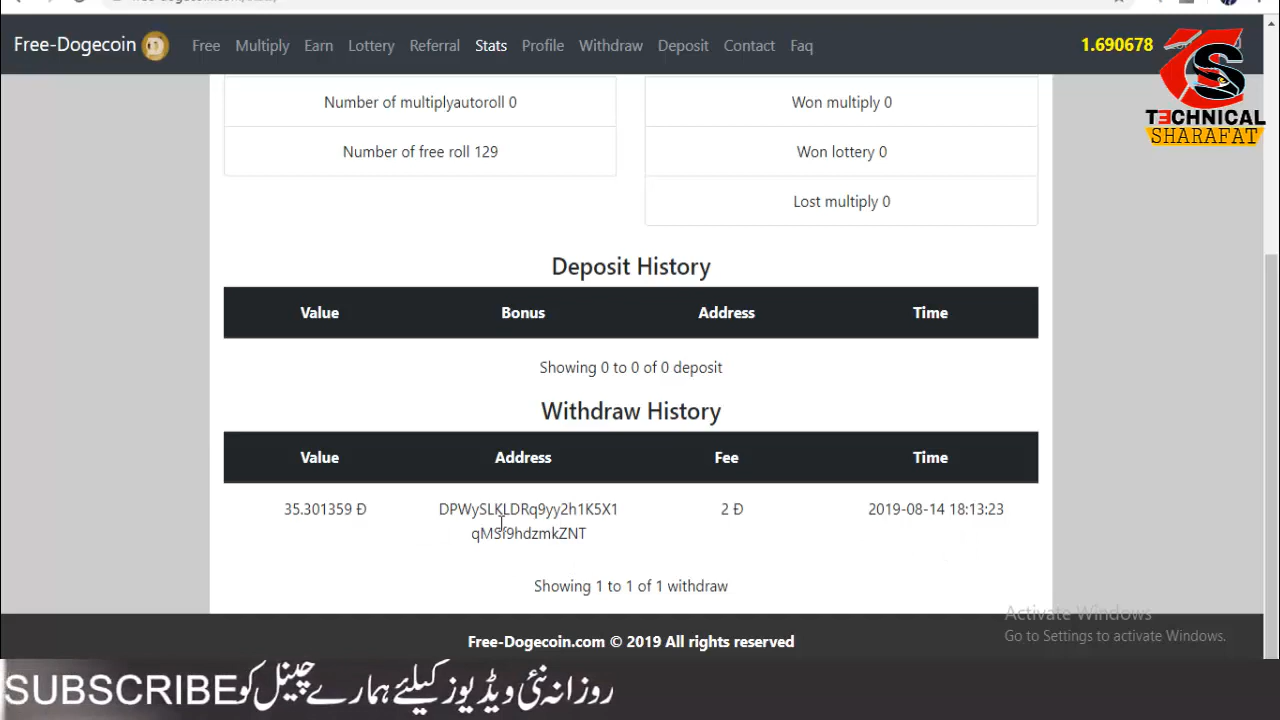 Free-Dogecoin Free Multiply Earn Lottery Referral Stats Profile Withdraw Deposit Contact Faq 1.690678
TECHNICAL
SHARAFAT
Number of multiplyautoroll 0
Won multiply 0
Number of free roll 129
Won lottery 0
Lost multiply 0
Deposit History
Value Bonus Address Time
Showing 0 to 0 of 0 deposit
Withdraw History
Value Address Fee Time
35.301359 Ð DPWySLKLDRq9yy2h1K5X1 2 Ð 2019-08-14 18:13:23
qMSf9hdzmkZNT
Showing 1 to 1 of 1 withdraw
Activate Windows
Go to Settings to activate Windows.
Free-Dogecoin.com © 2019 All rights reserved
روزانہ نئی ویڈیوز کیلئے ہمارے چینل کو SUBSCRIBE